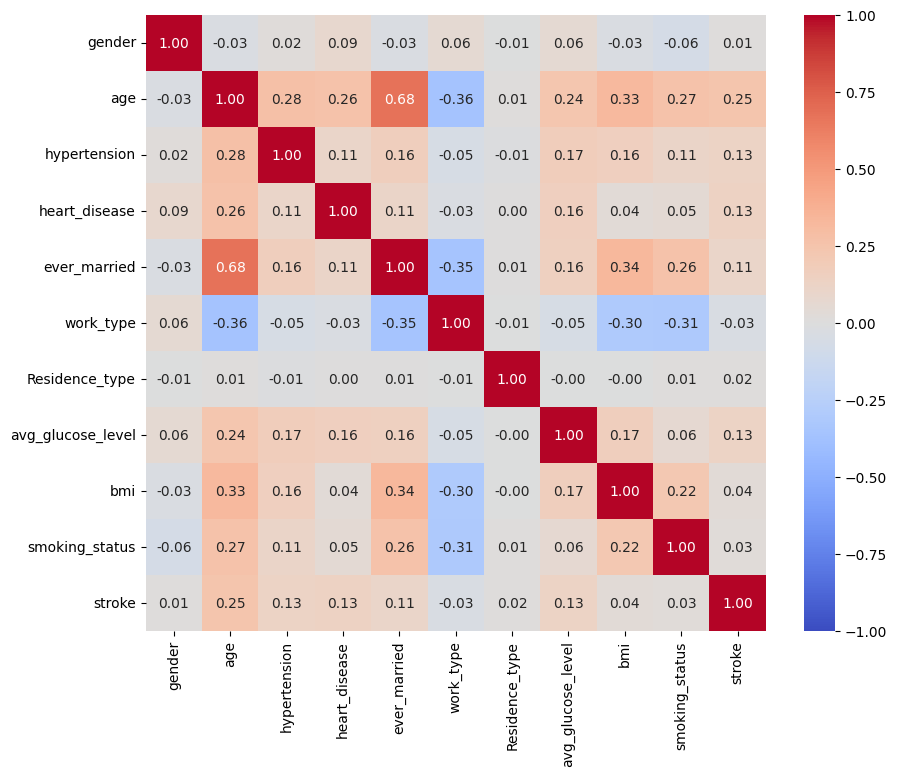 gender 1.00 -0.03 0.02 0.09 -0.03 0.06 -0.01 0.06 -0.03 -0.06 0.01
age -0.03 1.00 0.28 0.26 0.68 -0.36 0.01 0.24 0.33 0.27 0.25
hypertension 0.02 0.28 1.00 0.11 0.16 -0.05 -0.01 0.17 0.16 0.11 0.13
heart_disease 0.09 0.26 0.11 1.00 0.11 -0.03 0.00 0.16 0.04 0.05 0.13
ever_married -0.03 0.68 0.16 0.11 1.00 -0.35 0.01 0.16 0.34 0.26 0.11
work_type 0.06 -0.36 -0.05 -0.03 -0.35 1.00 -0.01 -0.05 -0.30 -0.31 -0.03
Residence_type -0.01 0.01 -0.01 0.00 0.01 -0.01 1.00 -0.00 -0.00 0.01 0.02
avg_glucose_level 0.06 0.24 0.17 0.16 0.16 -0.05 -0.00 1.00 0.17 0.06 0.13
bmi -0.03 0.33 0.16 0.04 0.34 -0.30 -0.00 0.17 1.00 0.22 0.04
smoking_status -0.06 0.27 0.11 0.05 0.26 -0.31 0.01 0.06 0.22 1.00 0.03
stroke 0.01 0.25 0.13 0.13 0.11 -0.03 0.02 0.13 0.04 0.03 1.00
gender age hypertension heart_disease ever_married work_type Residence_type avg_glucose_level bmi smoking_status stroke
1.00
0.75
0.50
0.25
0.00
−0.25
−0.50
−0.75
−1.00